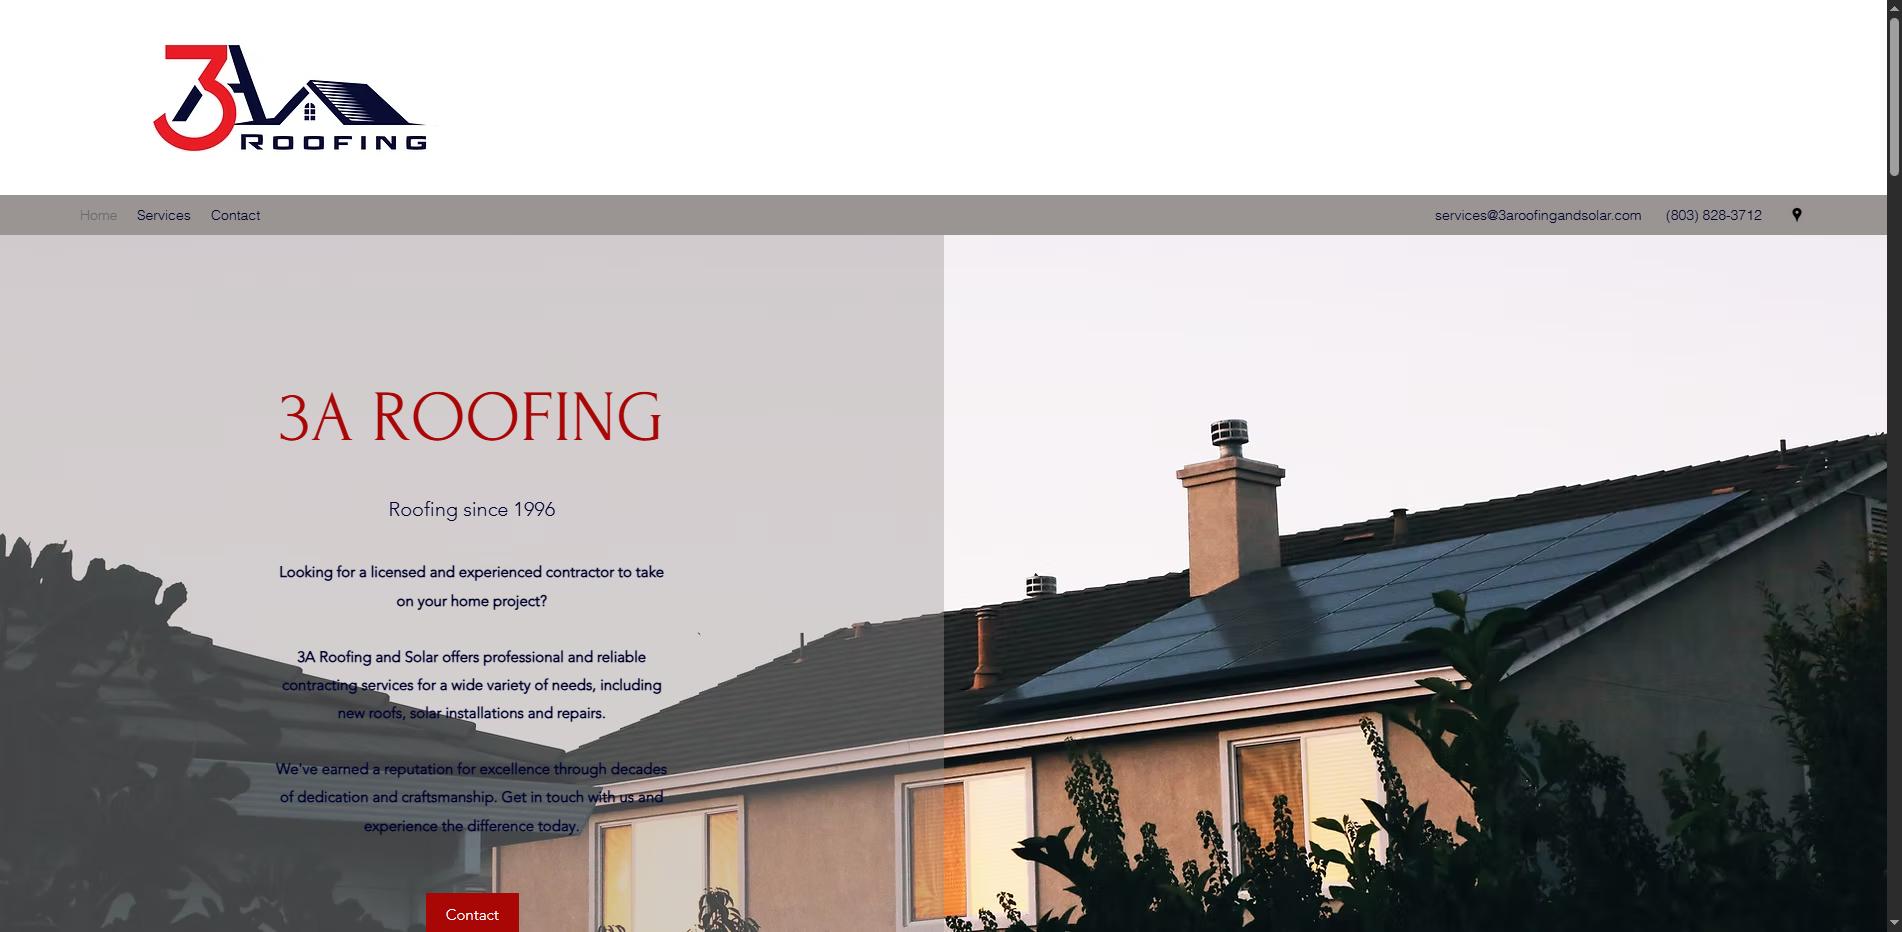 3A
ROOFING
Home Services Contact services@3aroofingandsolar.com (803) 828-3712
3A ROOFING
Roofing since 1996
Looking for a licensed and experienced contractor to take
on your home project?
3A Roofing and Solar offers professional and reliable
contracting services for a wide variety of needs, including
new roofs, solar installations and repairs.
We've earned a reputation for excellence through decades
of dedication and craftsmanship. Get in touch with us and
experience the difference today.
Contact